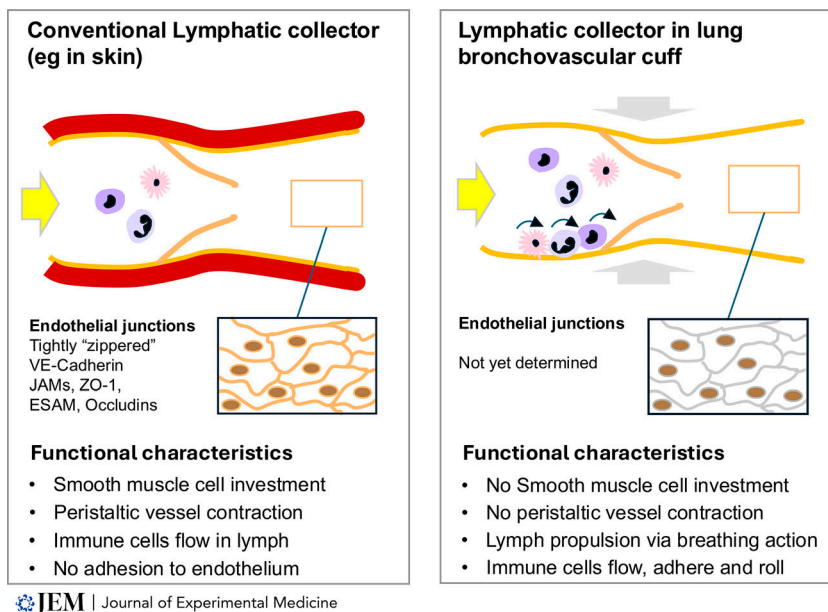 Conventional Lymphatic collector
(eg in skin)
Endothelial junctions
Tightly “zippered”
VE-Cadherin
JAMs, ZO-1,
ESAM, Occludins
Functional characteristics
• Smooth muscle cell investment
• Peristaltic vessel contraction
• Immune cells flow in lymph
• No adhesion to endothelium
Lymphatic collector in lung
bronchovascular cuff
Endothelial junctions
Not yet determined
Functional characteristics
• No Smooth muscle cell investment
• No peristaltic vessel contraction
• Lymph propulsion via breathing action
• Immune cells flow, adhere and roll
JEM | Journal of Experimental Medicine